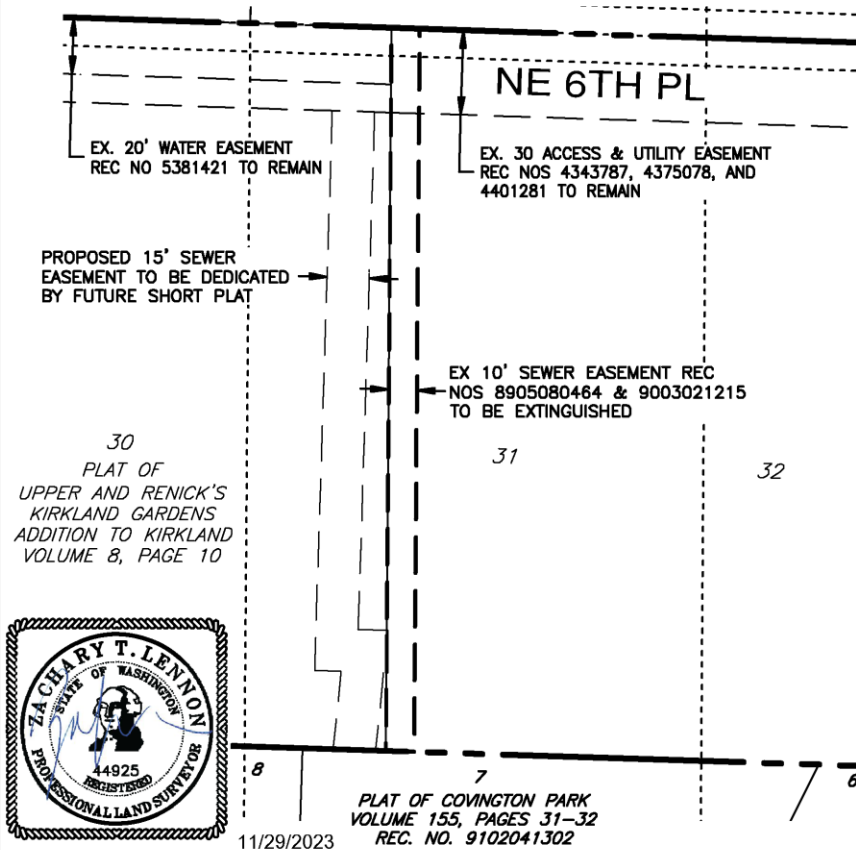 NE 6TH PL
EX. 20' WATER EASEMENT
REC NO 5381421 TO REMAIN
EX. 30 ACCESS & UTILITY EASEMENT
REC NOS 4343787, 4375078, AND
4401281 TO REMAIN
PROPOSED 15' SEWER
EASEMENT TO BE DEDICATED
BY FUTURE SHORT PLAT
EX 10' SEWER EASEMENT REC
NOS 8905080464 & 9003021215
TO BE EXTINGUISHED
30
PLAT OF
UPPER AND RENICK'S
KIRKLAND GARDENS
ADDITION TO KIRKLAND
VOLUME 8, PAGE 10
31
32
ZACHARY T. LENNON
STATE OF WASHINGTON
44925
REGISTERED
PROFESSIONAL LAND SURVEYOR
11/29/2023
8
7
6
PLAT OF COVINGTON PARK
VOLUME 155, PAGES 31-32
REC. NO. 9102041302